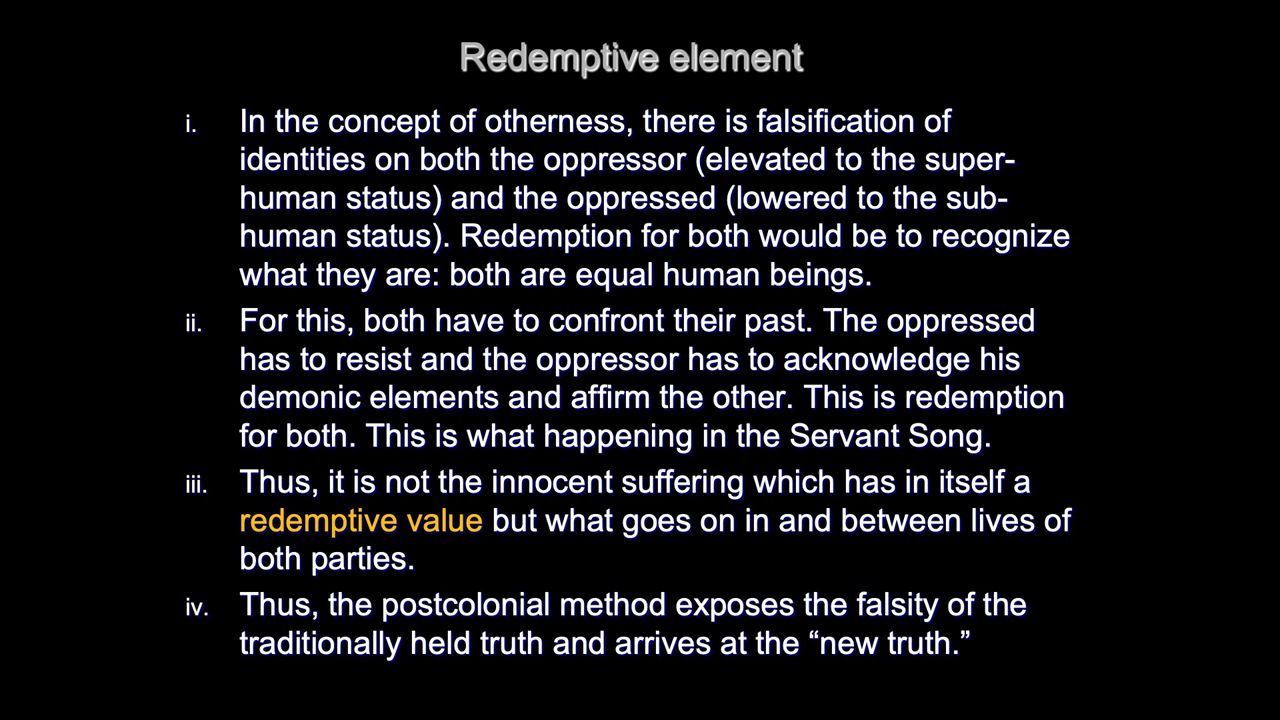 Redemptive element
i. In the concept of otherness, there is falsification of
identities on both the oppressor (elevated to the super-
human status) and the oppressed (lowered to the sub-
human status). Redemption for both would be to recognize
what they are: both are equal human beings.
ii. For this, both have to confront their past. The oppressed
has to resist and the oppressor has to acknowledge his
demonic elements and affirm the other. This is redemption
for both. This is what happening in the Servant Song.
iii. Thus, it is not the innocent suffering which has in itself a
redemptive value but what goes on in and between lives of
both parties.
iv. Thus, the postcolonial method exposes the falsity of the
traditionally held truth and arrives at the “new truth.”